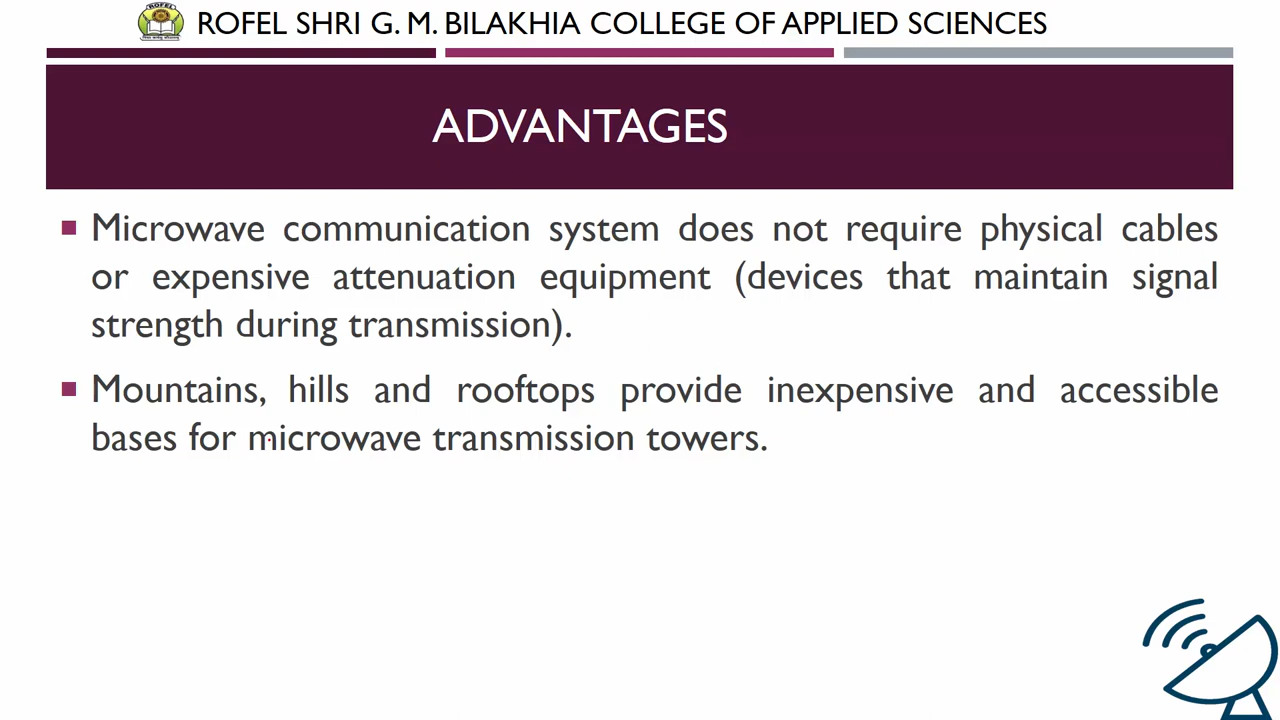 ROFEL
ROFEL SHRI G. M. BILAKHIA COLLEGE OF APPLIED SCIENCES
ADVANTAGES
Microwave communication system does not require physical cables
or expensive attenuation equipment (devices that maintain signal
strength during transmission).
Mountains, hills and rooftops provide inexpensive and accessible
bases for microwave transmission towers.